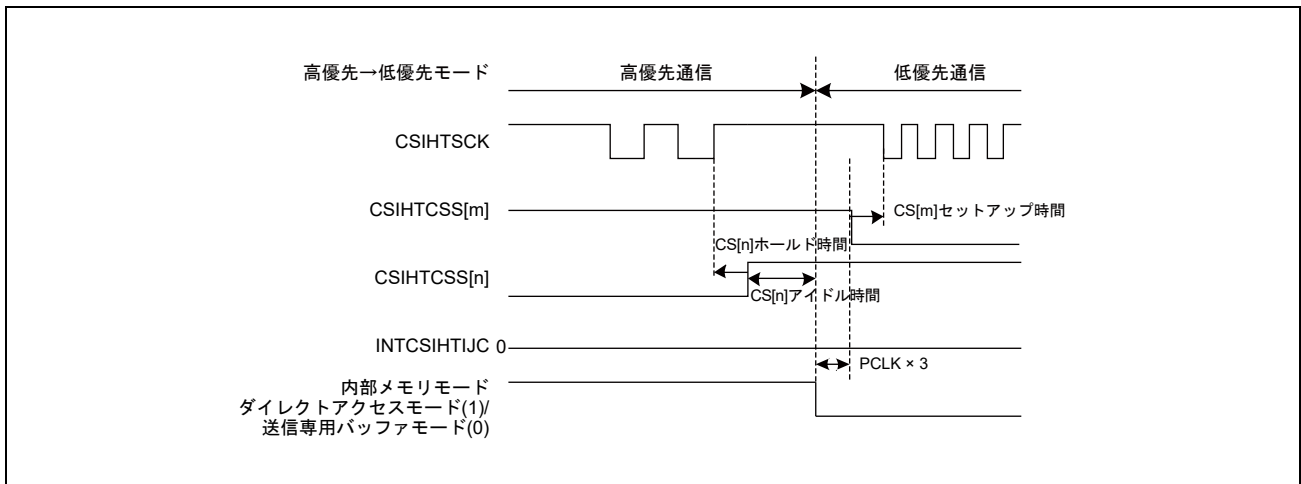 高優先→低優先モード
高優先通信
低優先通信
CSIHTSCK
CSIHTCSS[m]
CS[m]セットアップ時間
CS[n]ホールド時間
CSIHTCSS[n]
CS[n]アイドル時間
INTCSIHTIJC 0
PCLK × 3
内部メモリモード
ダイレクトアクセスモード(1)/
送信専用バッファモード(0)